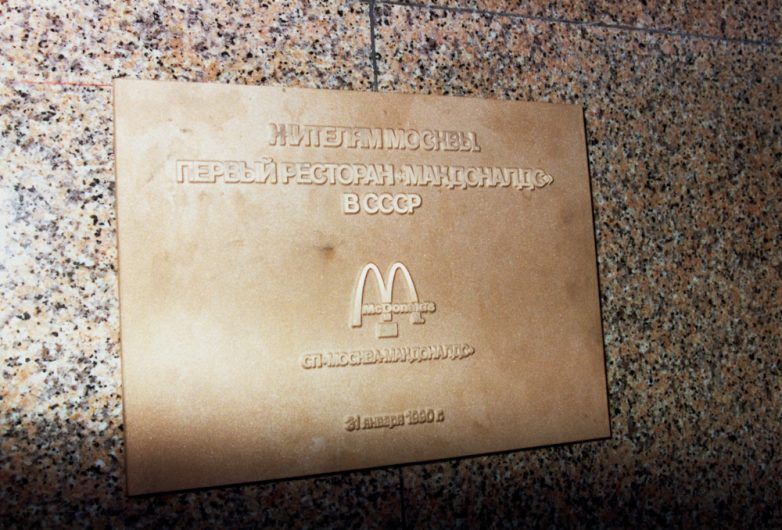 ЖИТЕЛЯМ МОСКВЫ
ПЕРВЫЙ РЕСТОРАН «МАКДОНАЛДС»
В СССР
McDonald's
СП «МОСКВА-МАКДОНАЛДС»
31 января 1990 г.